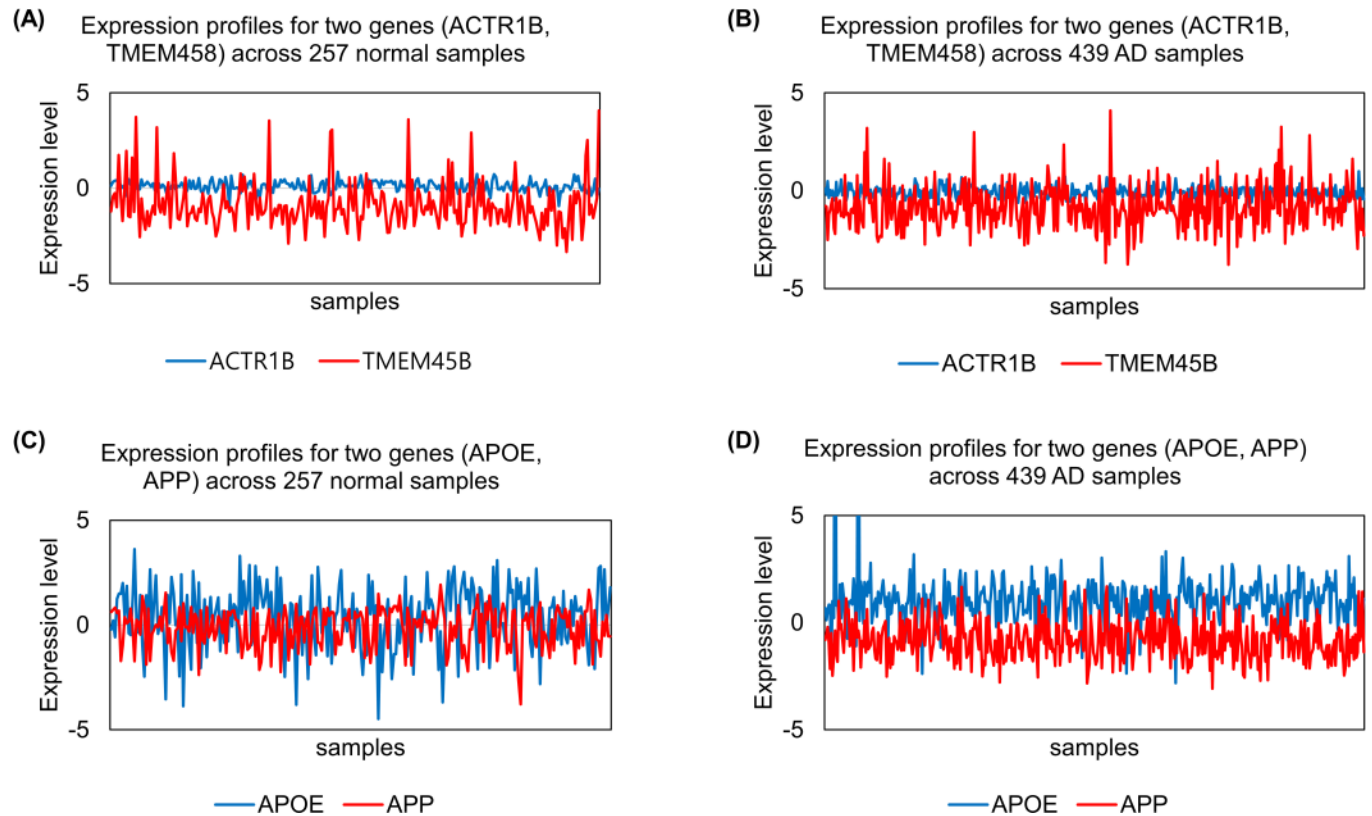 (A)
Expression profiles for two genes (ACTR1B,
TMEM458) across 257 normal samples
Expression level
5
0
-5
samples
ACTR1B TMEM45B
(B)
Expression profiles for two genes (ACTR1B,
TMEM458) across 439 AD samples
Expression level
5
0
-5
samples
ACTR1B TMEM45B
(C)
Expression profiles for two genes (APOE,
APP) across 257 normal samples
Expression level
5
0
-5
samples
APOE APP
(D)
Expression profiles for two genes (APOE, APP)
across 439 AD samples
Expression level
5
0
-5
samples
APOE APP